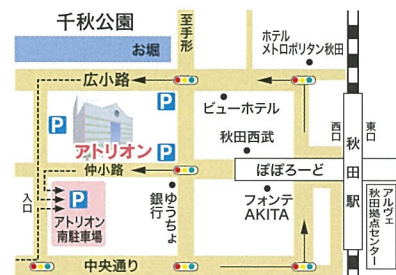 千秋公園
お堀
至手形
ホテル
メトロポリタン秋田
広小路
ビューホテル
P
P
アトリオン
P
秋田西武
西口
東口
秋田駅
仲小路
ぽぽろーど
入口
P
アトリオン
南駐車場
ゆうちょ
銀行
フォンテ
AKITA
アルヴェ
秋田拠点センター
中央通り